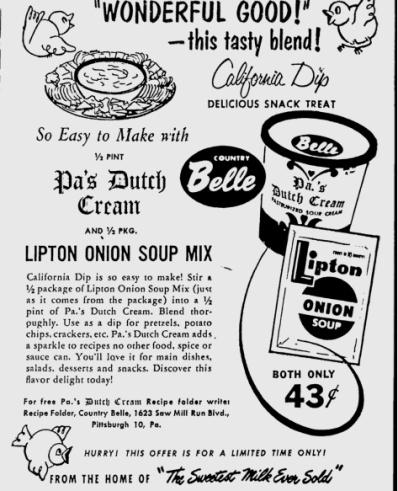 "WONDERFUL GOOD!"
—this tasty blend!
California Dip
DELICIOUS SNACK TREAT
So Easy to Make with
½ PINT
Pa's Dutch
Cream
AND ½ PKG.
LIPTON ONION SOUP MIX
California Dip is so easy to make! Stir a
½ package of Lipton Onion Soup Mix (just
as it comes from the package) into a ½
pint of Pa.'s Dutch Cream. Blend thor-
oughly. Use as a dip for pretzels, potato
chips, crackers, etc. Pa.'s Dutch Cream adds
a sparkle to recipes no other food, spice or
sauce can. You'll love it for main dishes,
salads, desserts and snacks. Discover this
flavor delight today!
For free Pa.'s Dutch Cream Recipe folder write:
Recipe Folder, Country Belle, 1623 Saw Mill Run Blvd.,
Pittsburgh 10, Pa.
COUNTRY
Belle
Belle
Pa.'s
Dutch Cream
PASTEURIZED SOUR CREAM
Lipton
ONION
SOUP
BOTH ONLY
43¢
HURRY! THIS OFFER IS FOR A LIMITED TIME ONLY!
FROM THE HOME OF "The Sweetest Milk Ever Sold"